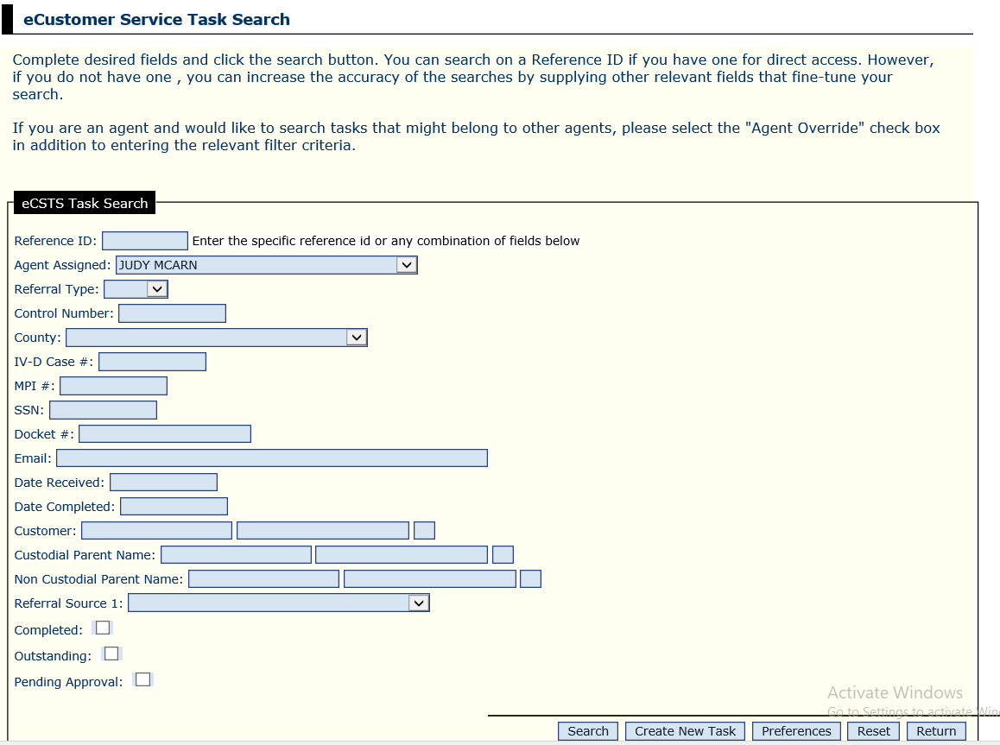 eCustomer Service Task Search
Complete desired fields and click the search button. You can search on a Reference ID if you have one for direct access. However,
if you do not have one , you can increase the accuracy of the searches by supplying other relevant fields that fine-tune your
search.
If you are an agent and would like to search tasks that might belong to other agents, please select the "Agent Override" check box
in addition to entering the relevant filter criteria.
eCSTS Task Search
Reference ID: Enter the specific reference id or any combination of fields below
Agent Assigned: JUDY MCARN
Referral Type:
Control Number:
County:
IV-D Case #:
MPI #:
SSN:
Docket #:
Email:
Date Received:
Date Completed:
Customer:
Custodial Parent Name:
Non Custodial Parent Name:
Referral Source 1:
Completed:
Outstanding:
Pending Approval:
Activate Windows
Go to Settings to activate Win
Search Create New Task Preferences Reset Return